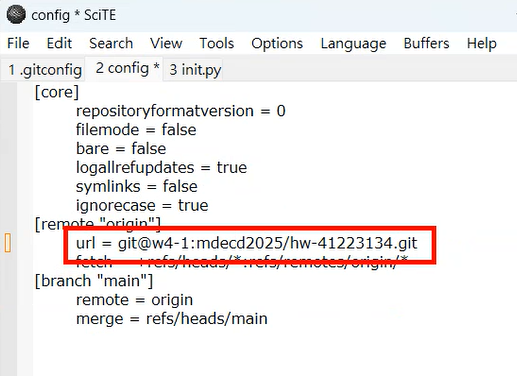 config * SciTE
File Edit Search View Tools Options Language Buffers Help
1 .gitconfig 2 config * 3 init.py
[core]
repositoryformatversion = 0
filemode = false
bare = false
logallrefupdates = true
symlinks = false
ignorecase = true
[remote "origin"]
url = git@w4-1:mdecd2025/hw-41223134.git
fetch = +refs/heads/*:refs/remotes/origin/*
[branch "main"]
remote = origin
merge = refs/heads/main